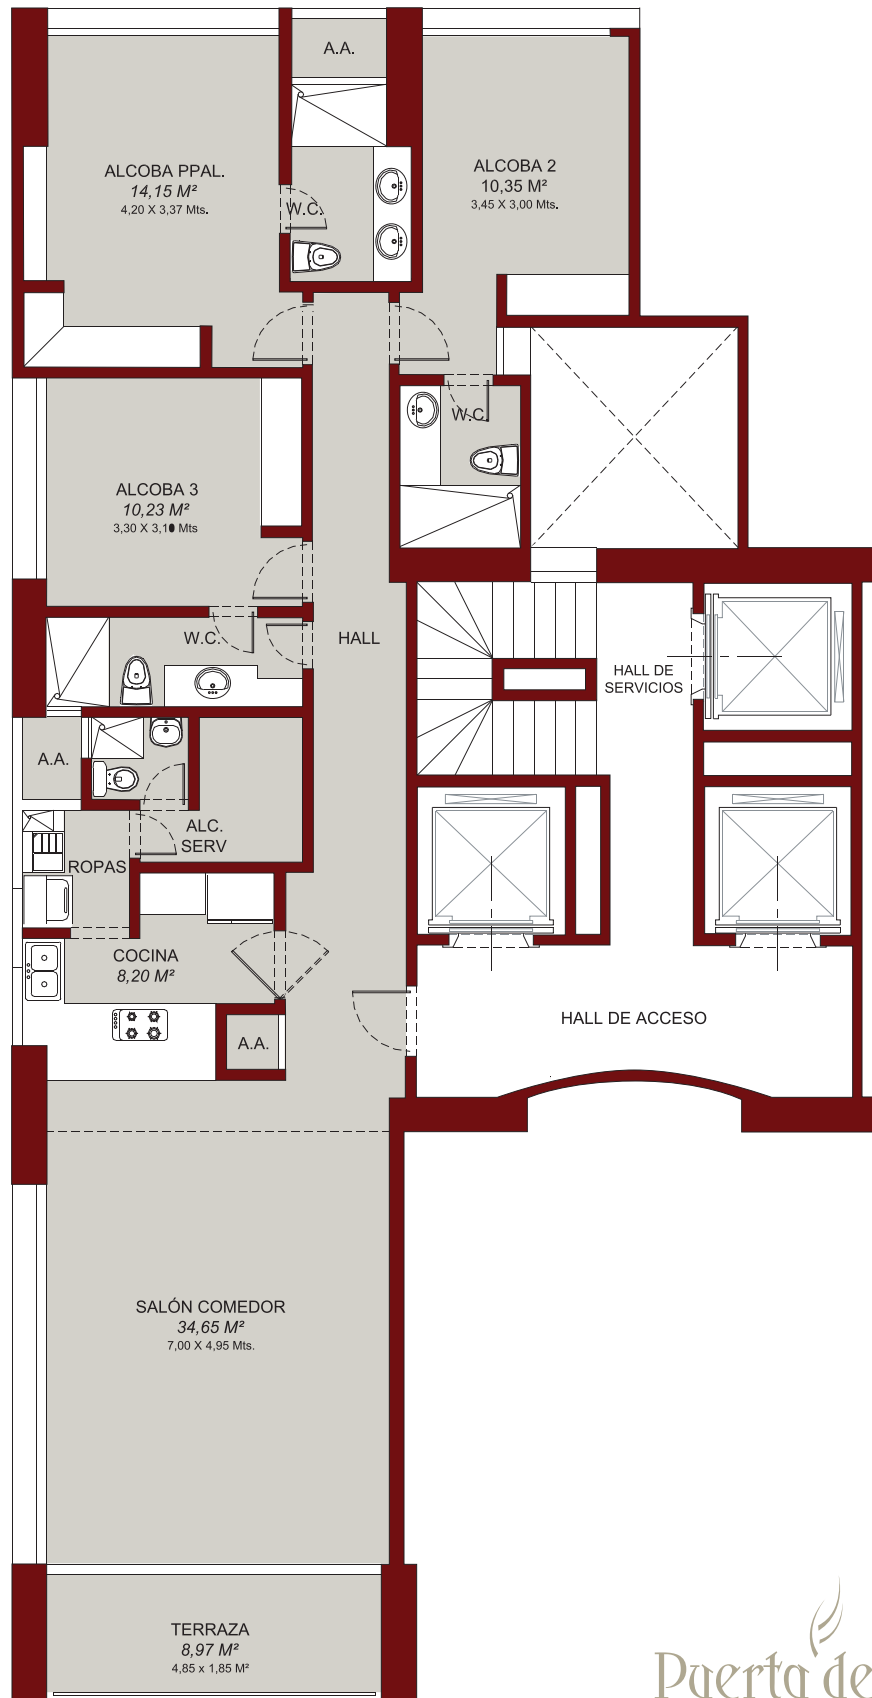 A.A.
ALCOBA PPAL.
14,15 M²
4,20 X 3,37 Mts.
ALCOBA 2
10,35 M²
3,45 X 3,00 Mts.
W.C.
W.C.
ALCOBA 3
10,23 M²
3,30 X 3,10 Mts
W.C.
HALL
HALL DE
SERVICIOS
A.A.
ALC.
SERV
ROPAS
COCINA
8,20 M²
A.A.
HALL DE ACCESO
SALÓN COMEDOR
34,65 M²
7,00 X 4,95 Mts.
TERRAZA
8,97 M²
4,85 x 1,85 M²
Puerta de